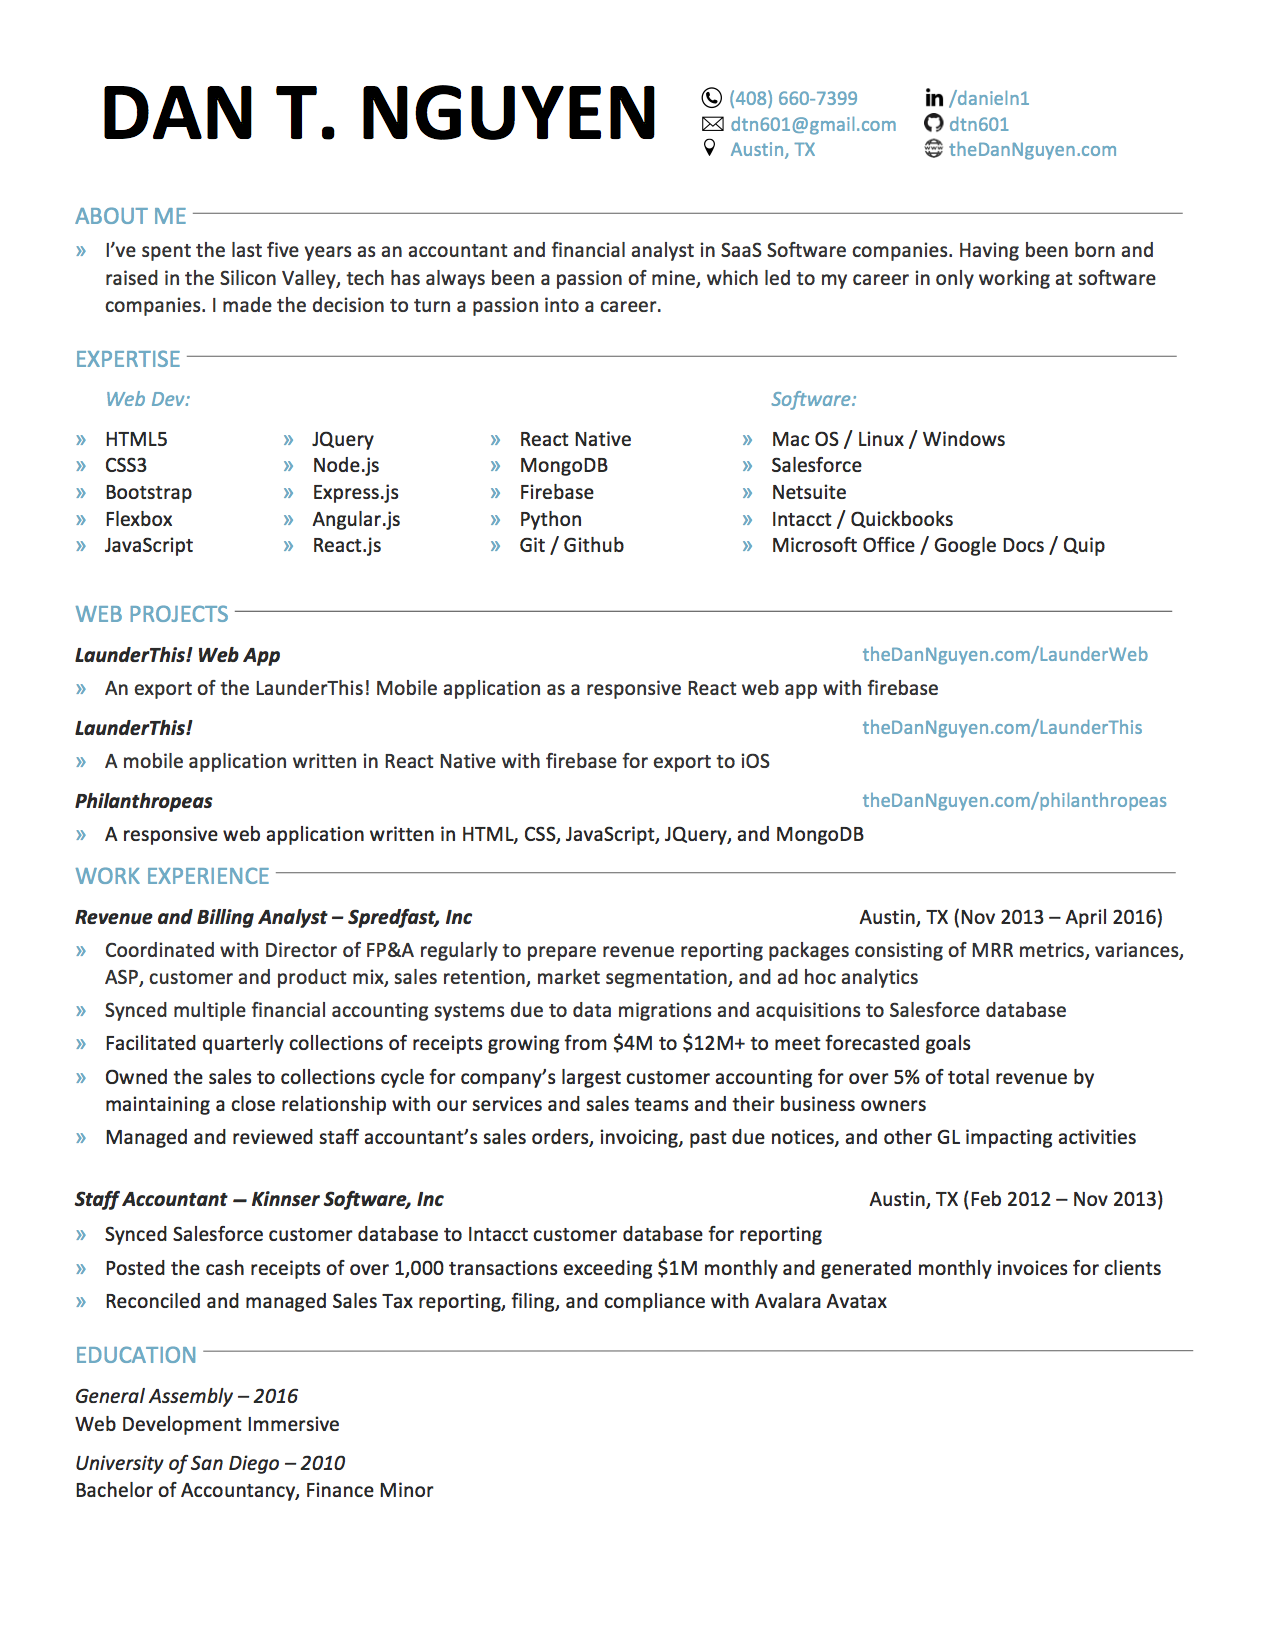 DAN T. NGUYEN
(408) 660-7399
/danieln1
dtn601@gmail.com
dtn601
Austin, TX
theDanNguyen.com
ABOUT ME
» I've spent the last five years as an accountant and financial analyst in SaaS Software companies. Having been born and
raised in the Silicon Valley, tech has always been a passion of mine, which led to my career in only working at software
companies. I made the decision to turn a passion into a career.
EXPERTISE
Web Dev:
» HTML5
» CSS3
» Bootstrap
» Flexbox
» JavaScript
» JQuery
» Node.js
» Express.js
» Angular.js
» React.js
» React Native
» MongoDB
» Firebase
» Python
» Git / Github
Software:
» Mac OS / Linux / Windows
» Salesforce
» Netsuite
» Intacct / Quickbooks
» Microsoft Office / Google Docs / Quip
WEB PROJECTS
LaunderThis! Web App theDanNguyen.com/LaunderWeb
» An export of the LaunderThis! Mobile application as a responsive React web app with firebase
LaunderThis! theDanNguyen.com/LaunderThis
» A mobile application written in React Native with firebase for export to iOS
Philanthropeas theDanNguyen.com/philanthropeas
» A responsive web application written in HTML, CSS, JavaScript, JQuery, and MongoDB
WORK EXPERIENCE
Revenue and Billing Analyst – Spredfast, Inc Austin, TX (Nov 2013 – April 2016)
» Coordinated with Director of FP&A regularly to prepare revenue reporting packages consisting of MRR metrics, variances,
ASP, customer and product mix, sales retention, market segmentation, and ad hoc analytics
» Synced multiple financial accounting systems due to data migrations and acquisitions to Salesforce database
» Facilitated quarterly collections of receipts growing from $4M to $12M+ to meet forecasted goals
» Owned the sales to collections cycle for company's largest customer accounting for over 5% of total revenue by
maintaining a close relationship with our services and sales teams and their business owners
» Managed and reviewed staff accountant's sales orders, invoicing, past due notices, and other GL impacting activities
Staff Accountant — Kinnser Software, Inc Austin, TX (Feb 2012 – Nov 2013)
» Synced Salesforce customer database to Intacct customer database for reporting
» Posted the cash receipts of over 1,000 transactions exceeding $1M monthly and generated monthly invoices for clients
» Reconciled and managed Sales Tax reporting, filing, and compliance with Avalara Avatax
EDUCATION
General Assembly – 2016
Web Development Immersive
University of San Diego – 2010
Bachelor of Accountancy, Finance Minor